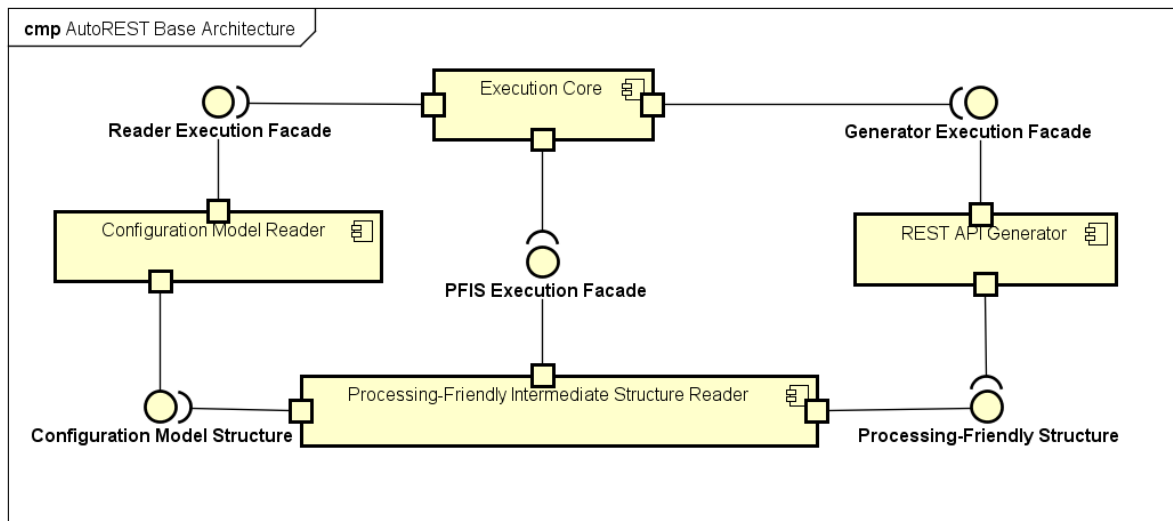 cmp AutoREST Base Architecture
Execution Core
Reader Execution Facade
Generator Execution Facade
Configuration Model Reader
REST API Generator
PFIS Execution Facade
Processing-Friendly Intermediate Structure Reader
Configuration Model Structure
Processing-Friendly Structure